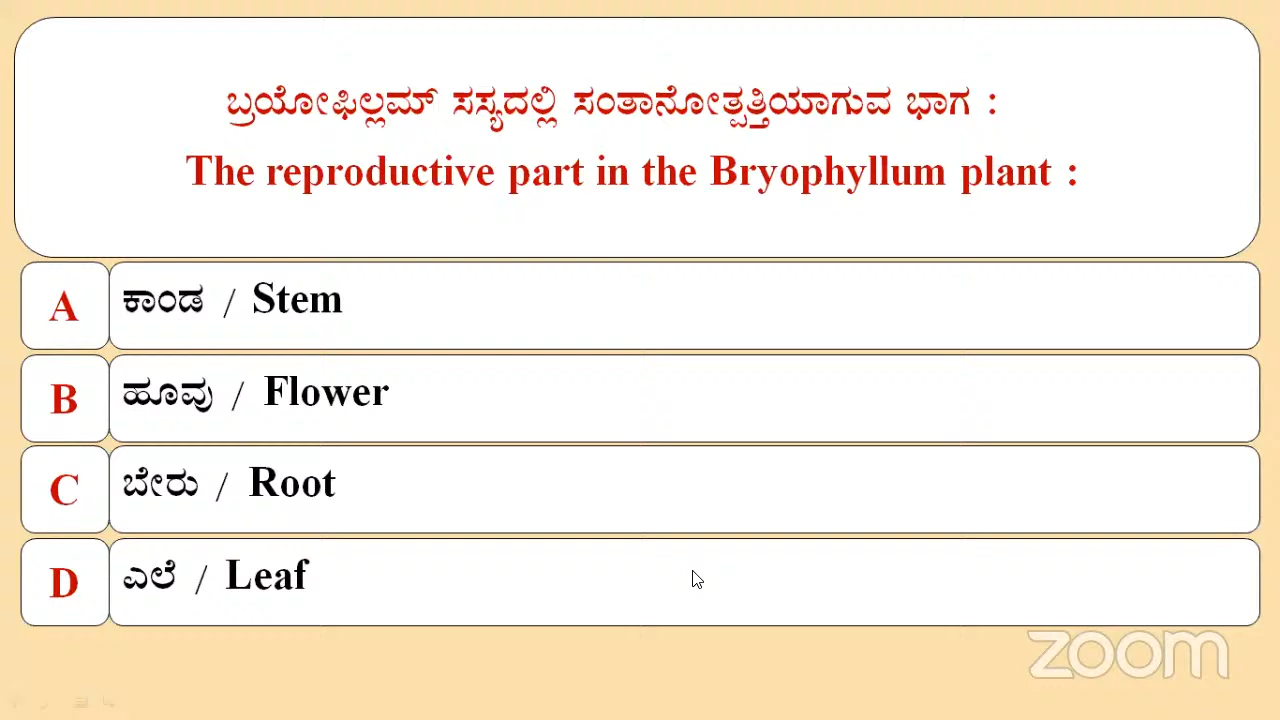 ಬ್ರಯೋಫಿಲ್ಲಮ್ ಸಸ್ಯದಲ್ಲಿ ಸಂತಾನೋತ್ಪತ್ತಿಯಾಗುವ ಭಾಗ :
The reproductive part in the Bryophyllum plant :
A ಕಾಂಡ / Stem
B ಹೂವು / Flower
C ಬೇರು / Root
D ಎಲೆ / Leaf
zoom